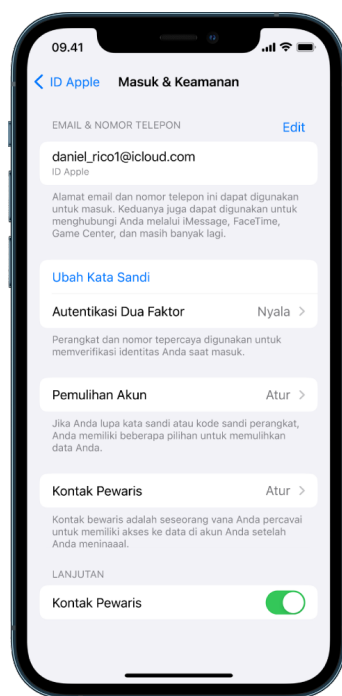 09.41
ID Apple
Masuk & Keamanan
EMAIL & NOMOR TELEPON
Edit
daniel_rico1@icloud.com
ID Apple
Alamat email dan nomor telepon ini dapat digunakan
untuk masuk. Keduanya juga dapat digunakan untuk
menghubungi Anda melalui iMessage, FaceTime,
Game Center, dan masih banyak lagi.
Ubah Kata Sandi
Autentikasi Dua Faktor
Nyala
Perangkat dan nomor tepercaya digunakan untuk
memverifikasi identitas Anda saat masuk.
Pemulihan Akun
Atur
Jika Anda lupa kata sandi atau kode sandi perangkat,
Anda memiliki beberapa pilihan untuk memulihkan
data Anda.
Kontak Pewaris
Atur
Kontak bewaris adalah seseorang vana Anda percavai
untuk memiliki akses ke data di akun Anda setelah
Anda meninaaal.
LANJUTAN
Kontak Pewaris